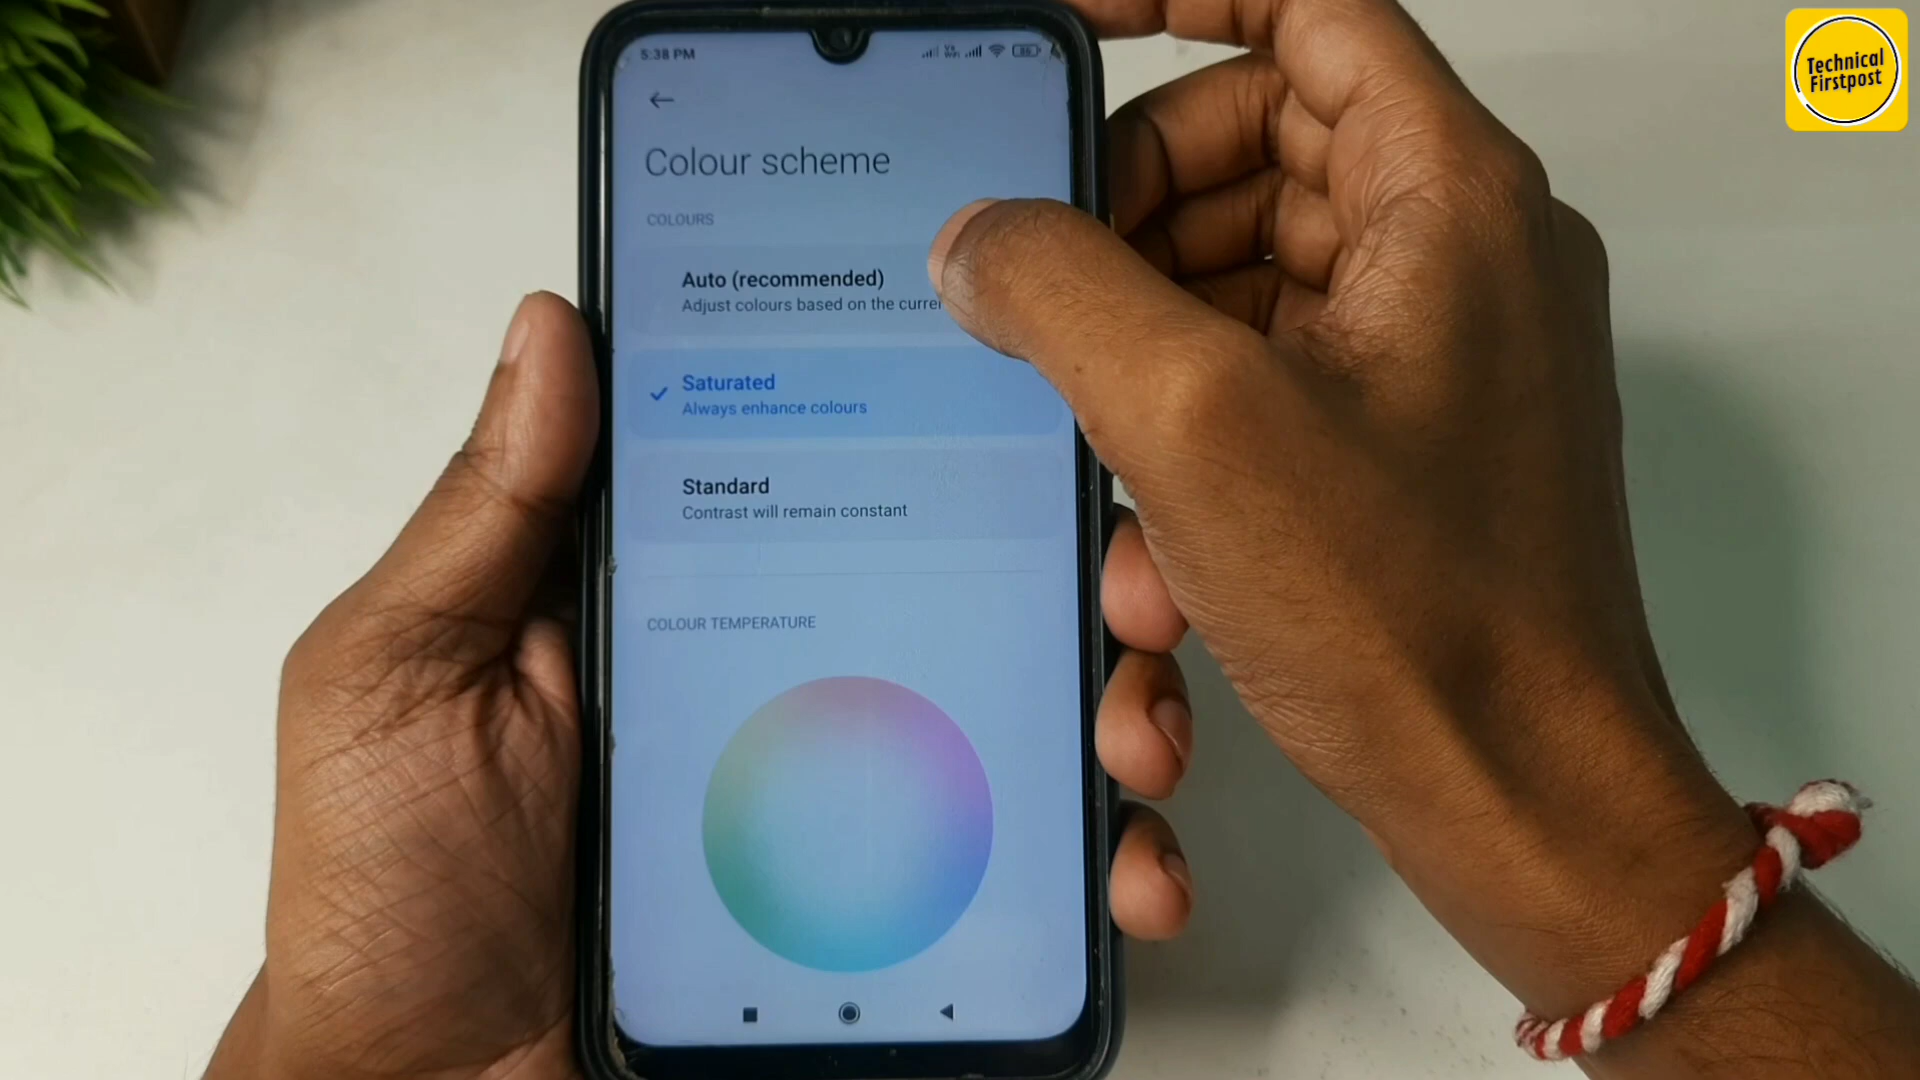 Technical
Firstpost
5:38 PM
Colour scheme
COLOURS
Auto (recommended)
Adjust colours based on the
Saturated
Always enhance colours
Standard
Contrast will remain constant
COLOUR TEMPERATURE